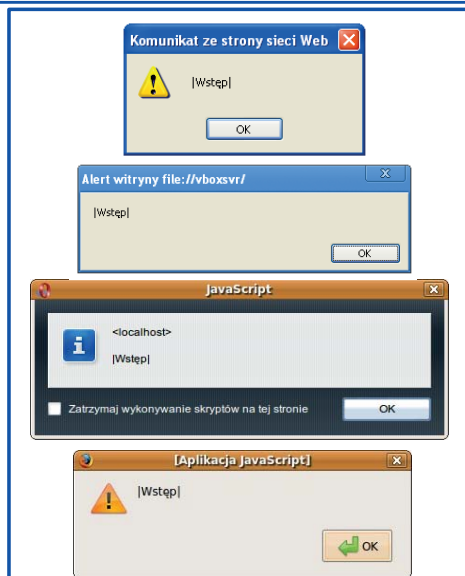 Komunikat ze strony sieci Web
|Wstęp|
OK
Alert witryny file://vboxsvr/
|Wstęp|
OK
JavaScript
<localhost>
|Wstęp|
Zatrzymaj wykonywanie skryptów na tej stronie
OK
[Aplikacja JavaScript]
|Wstęp|
OK